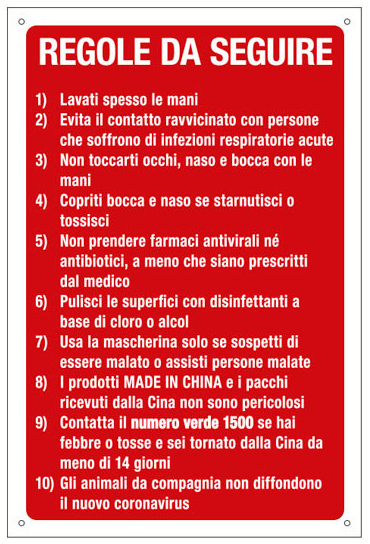 REGOLE DA SEGUIRE
1) Lavati spesso le mani
2) Evita il contatto ravvicinato con persone
che soffrono di infezioni respiratorie acute
3) Non toccarti occhi, naso e bocca con le
mani
4) Copriti bocca e naso se starnutisci o
tossisci
5) Non prendere farmaci antivirali né
antibiotici, a meno che siano prescritti
dal medico
6) Pulisci le superfici con disinfettanti a
base di cloro o alcol
7) Usa la mascherina solo se sospetti di
essere malato o assisti persone malate
8) I prodotti MADE IN CHINA e i pacchi
ricevuti dalla Cina non sono pericolosi
9) Contatta il numero verde 1500 se hai
febbre o tosse e sei tornato dalla Cina da
meno di 14 giorni
10) Gli animali da compagnia non diffondono
il nuovo coronavirus